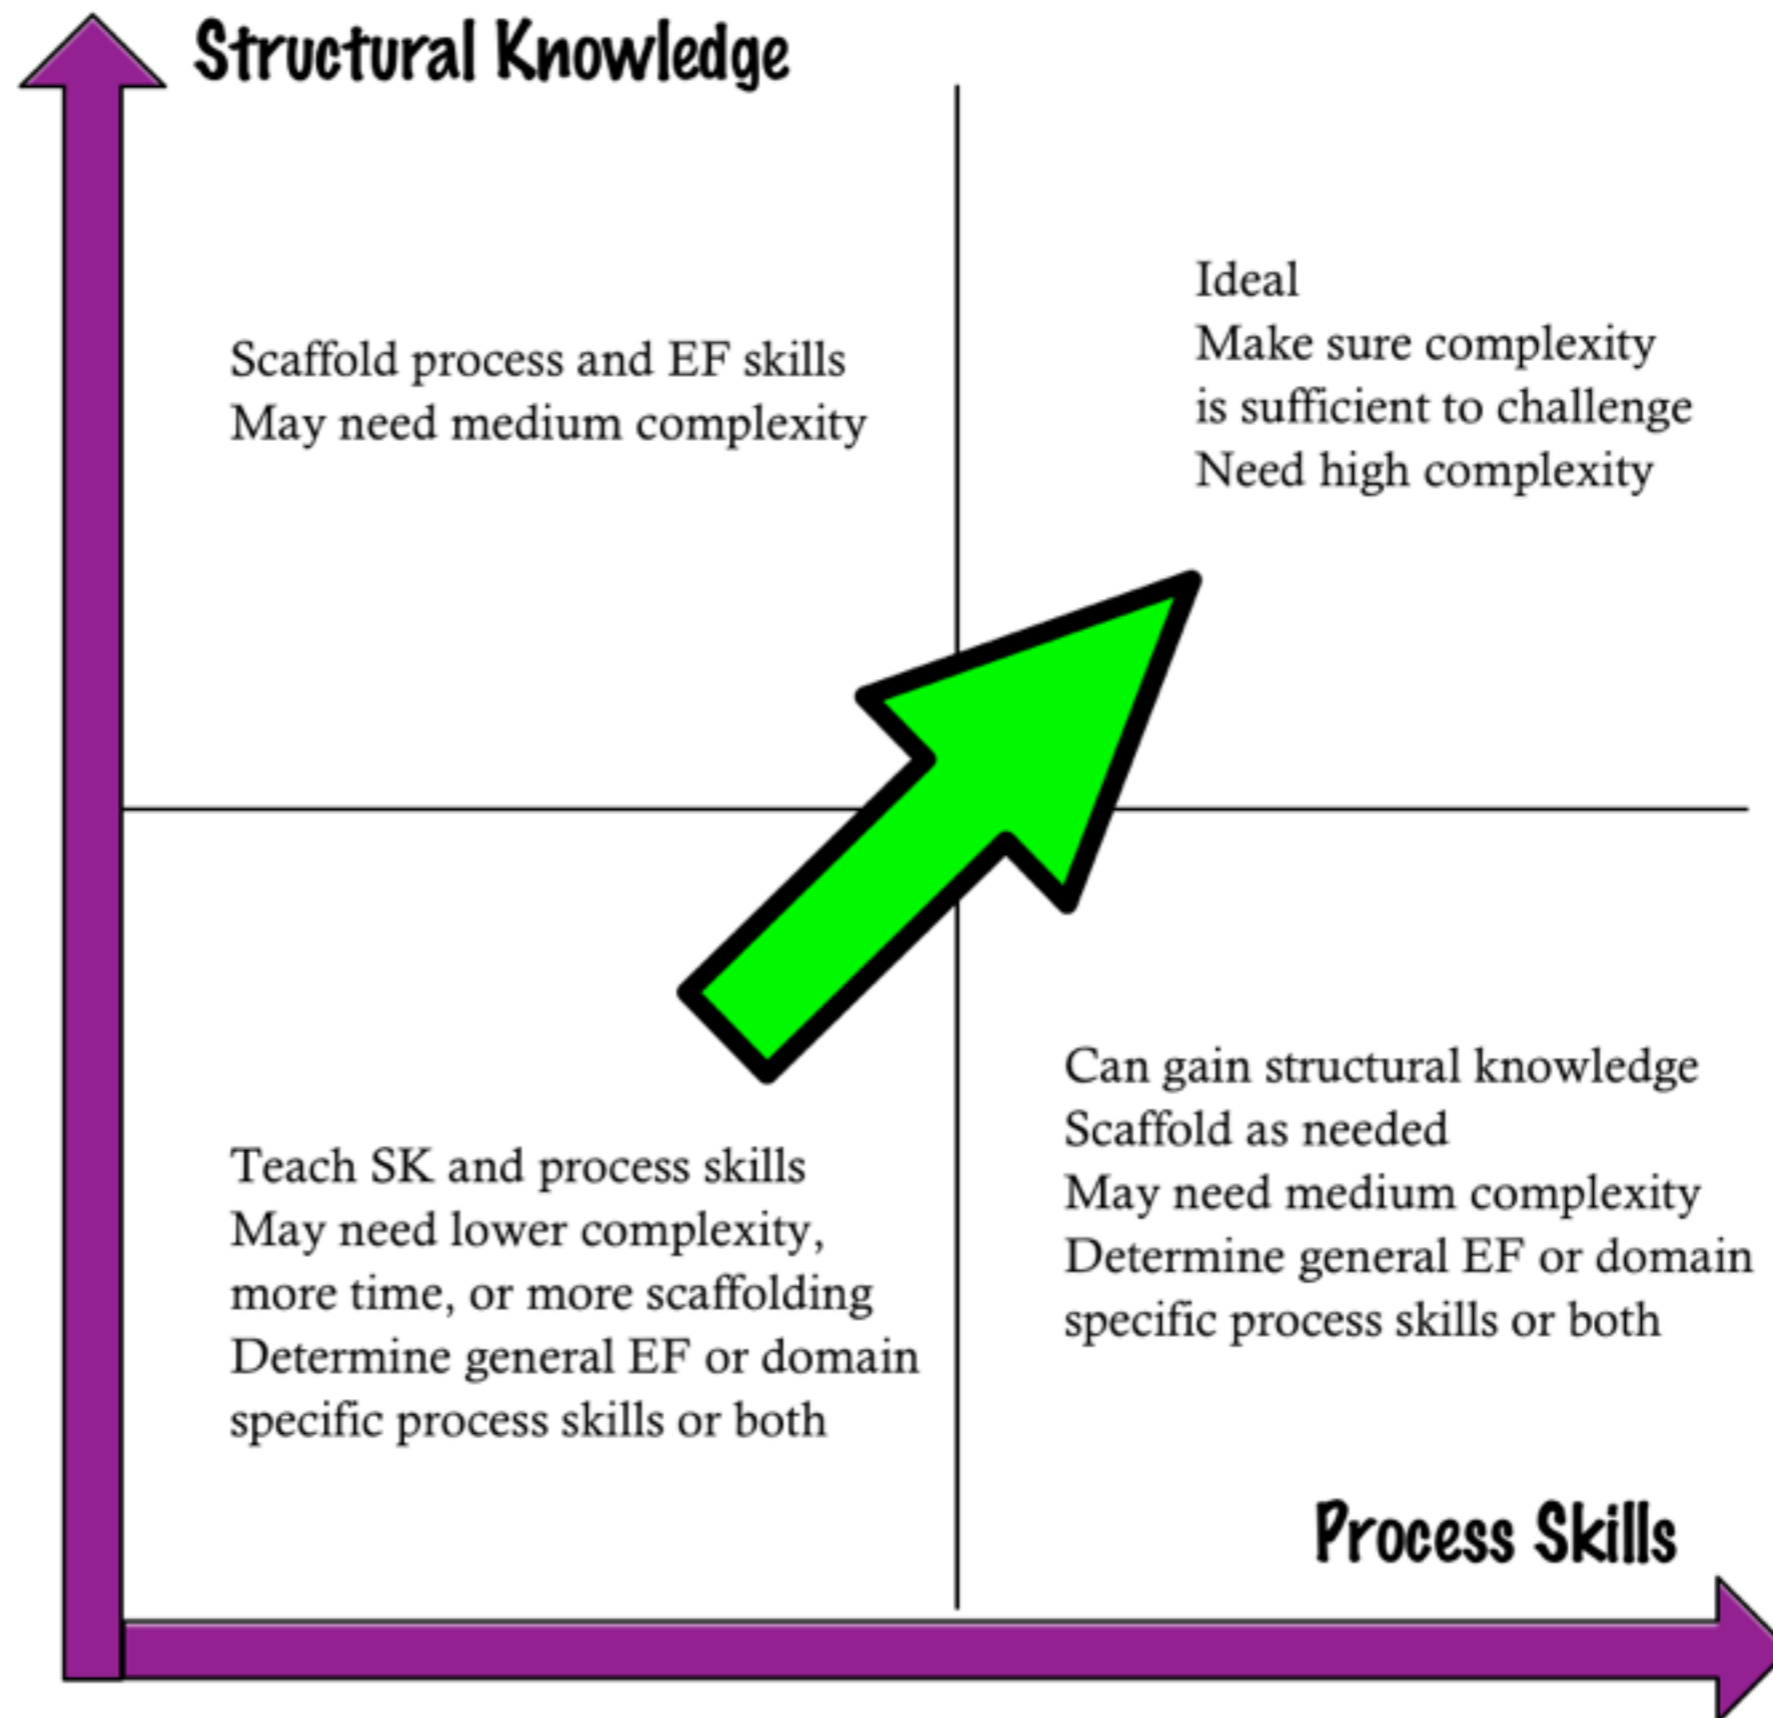 Structural Knowledge
Scaffold process and EF skills
May need medium complexity
Ideal
Make sure complexity
is sufficient to challenge
Need high complexity
Teach SK and process skills
May need lower complexity,
more time, or more scaffolding
Determine general EF or domain
specific process skills or both
Can gain structural knowledge
Scaffold as needed
May need medium complexity
Determine general EF or domain
specific process skills or both
Process Skills